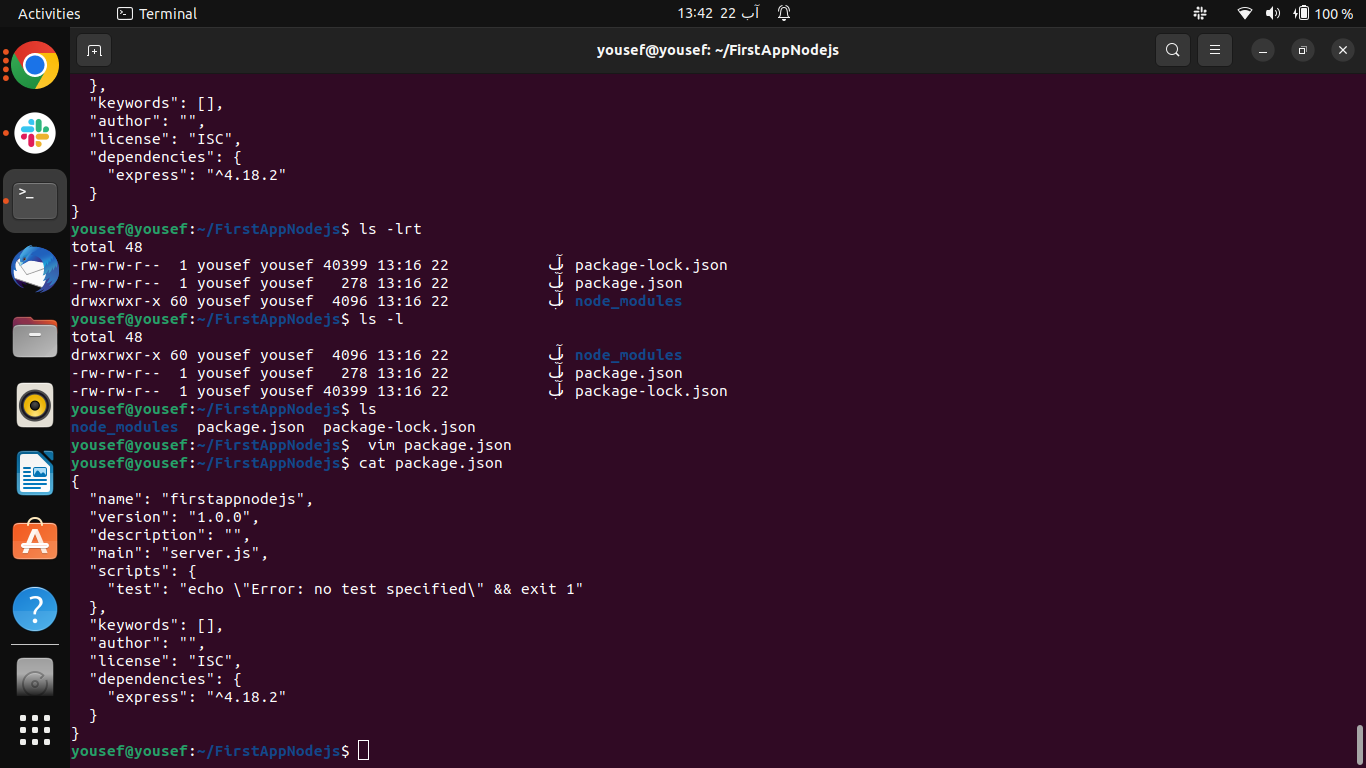 Activities
Terminal
13:42 22 آب
100 %
yousef@yousef: ~/FirstAppNodejs
  },
  "keywords": [],
  "author": "",
  "license": "ISC",
  "dependencies": {
    "express": "^4.18.2"
  }
}
yousef@yousef:~/FirstAppNodejs$ ls -lrt
total 48
-rw-rw-r--  1 yousef yousef 40399 13:16 22           آب package-lock.json
-rw-rw-r--  1 yousef yousef   278 13:16 22           آب package.json
drwxrwxr-x 60 yousef yousef  4096 13:16 22           آب node_modules
yousef@yousef:~/FirstAppNodejs$ ls -l
total 48
drwxrwxr-x 60 yousef yousef  4096 13:16 22           آب node_modules
-rw-rw-r--  1 yousef yousef   278 13:16 22           آب package.json
-rw-rw-r--  1 yousef yousef 40399 13:16 22           آب package-lock.json
yousef@yousef:~/FirstAppNodejs$ ls
node_modules  package.json  package-lock.json
yousef@yousef:~/FirstAppNodejs$  vim package.json
yousef@yousef:~/FirstAppNodejs$ cat package.json
{
  "name": "firstappnodejs",
  "version": "1.0.0",
  "description": "",
  "main": "server.js",
  "scripts": {
    "test": "echo \"Error: no test specified\" && exit 1"
  },
  "keywords": [],
  "author": "",
  "license": "ISC",
  "dependencies": {
    "express": "^4.18.2"
  }
}
yousef@yousef:~/FirstAppNodejs$